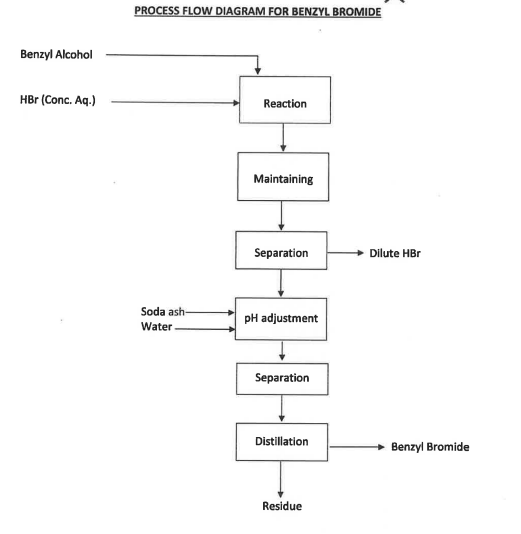 PROCESS FLOW DIAGRAM FOR BENZYL BROMIDE
Benzyl Alcohol
HBr (Conc. Aq.)
Reaction
Maintaining
Separation
Dilute HBr
Soda ash
Water
pH adjustment
Separation
Distillation
Benzyl Bromide
Residue